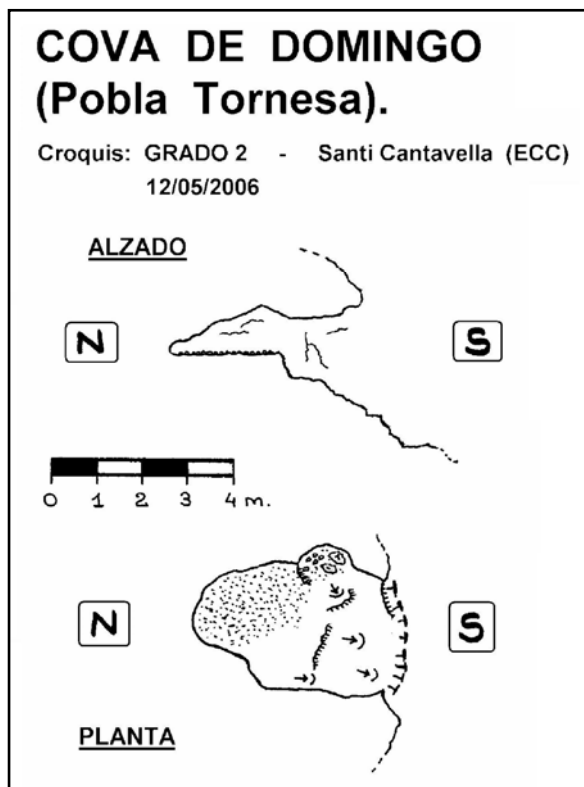 COVA DE DOMINGO
(Pobla Tornesa).
Croquis: GRADO 2 - Santi Cantavella (ECC)
12/05/2006
ALZADO
N S
0 1 2 3 4 m.
N S
PLANTA